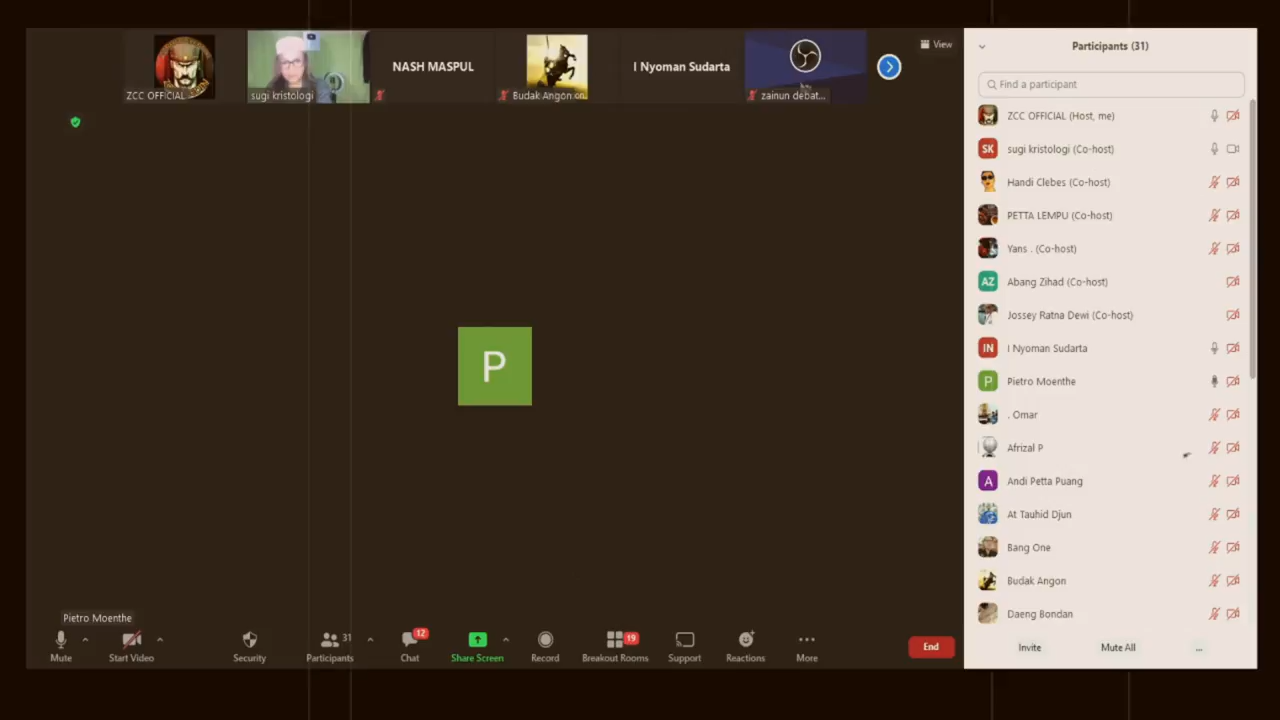 View
ZCC OFFICIAL
sugi kristologi
NASH MASPUL
Budak Angon
I Nyoman Sudarta
zainun debat...
Participants (31)
Find a participant
ZCC OFFICIAL (Host, me)
SK sugi kristologi (Co-host)
Handi Clebes (Co-host)
PETTA LEMPU (Co-host)
Yans . (Co-host)
AZ Abang Zihad (Co-host)
Jossey Ratna Dewi (Co-host)
IN I Nyoman Sudarta
P Pietro Moenthe
. Omar
Afrizal P
A Andi Petta Puang
At Tauhid Djun
Bang One
Budak Angon
Daeng Bondan
Invite
Mute All
...
P
Pietro Moenthe
Mute
Start Video
Security
31
Participants
12
Chat
Share Screen
Record
19
Breakout Rooms
Support
Reactions
More
End